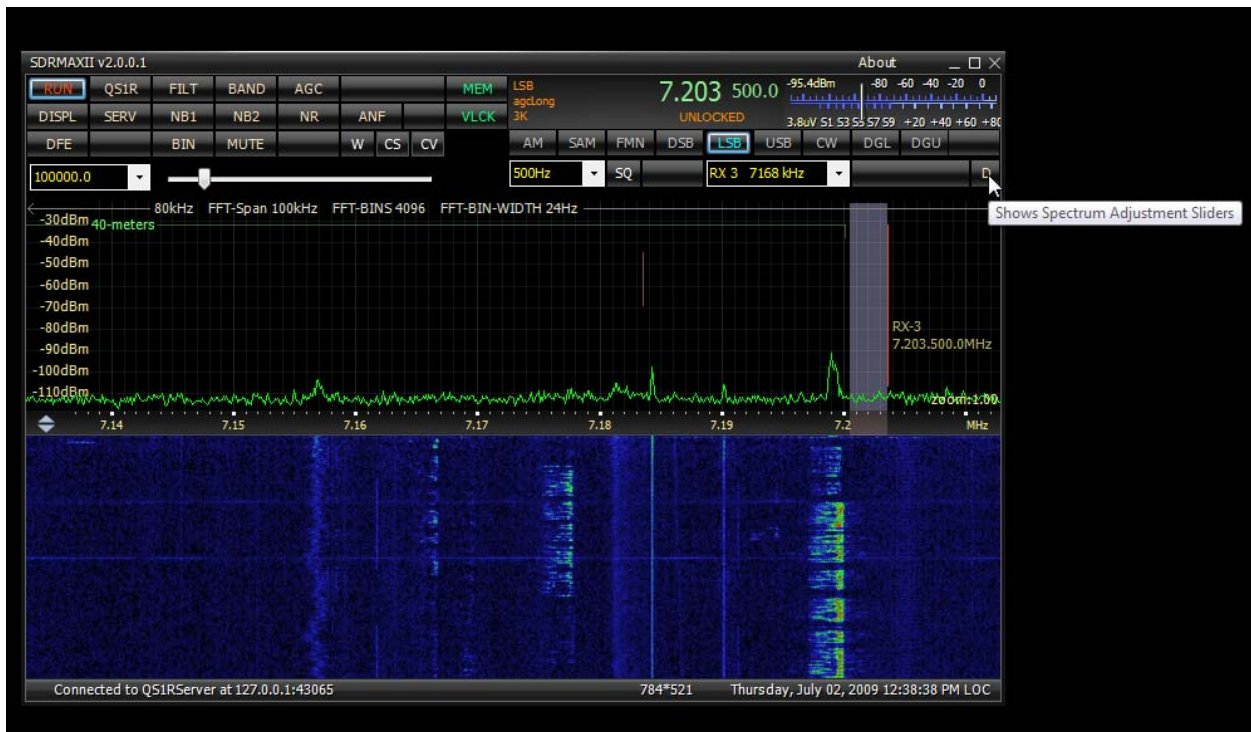 SDRMAXII v2.0.0.1 About
RUN QS1R FILT BAND AGC MEM
LSB
agcLong
3K
7.203 500.0
UNLOCKED
-95.4dBm -80 -60 -40 -20 0
3.8uV S1 S3 S5 S7 S9 +20 +40 +60 +80
DISPL SERV NB1 NB2 NR ANF VLCK
DFE BIN MUTE W CS CV
AM SAM FMN DSB LSB USB CW DGL DGU
100000.0
500Hz SQ RX 3 7168 kHz D
Shows Spectrum Adjustment Sliders
80kHz FFT-Span 100kHz FFT-BINS 4096 FFT-BIN-WIDTH 24Hz
-30dBm
40-meters
-40dBm
-50dBm
-60dBm
-70dBm
-80dBm
RX-3
-90dBm
7.203.500.0MHz
-100dBm
-110dBm
zoom:1.00
7.14 7.15 7.16 7.17 7.18 7.19 7.2 MHz
Connected to QS1RServer at 127.0.0.1:43065 784*521 Thursday, July 02, 2009 12:38:38 PM LOC